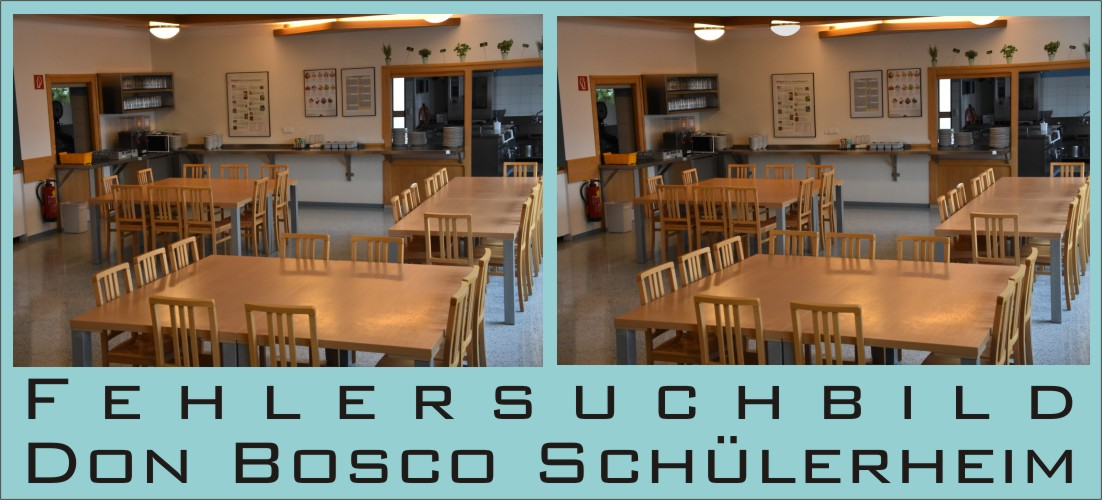 FEHLERSUCHBILD
DON BOSCO SCHÜLERHEIM